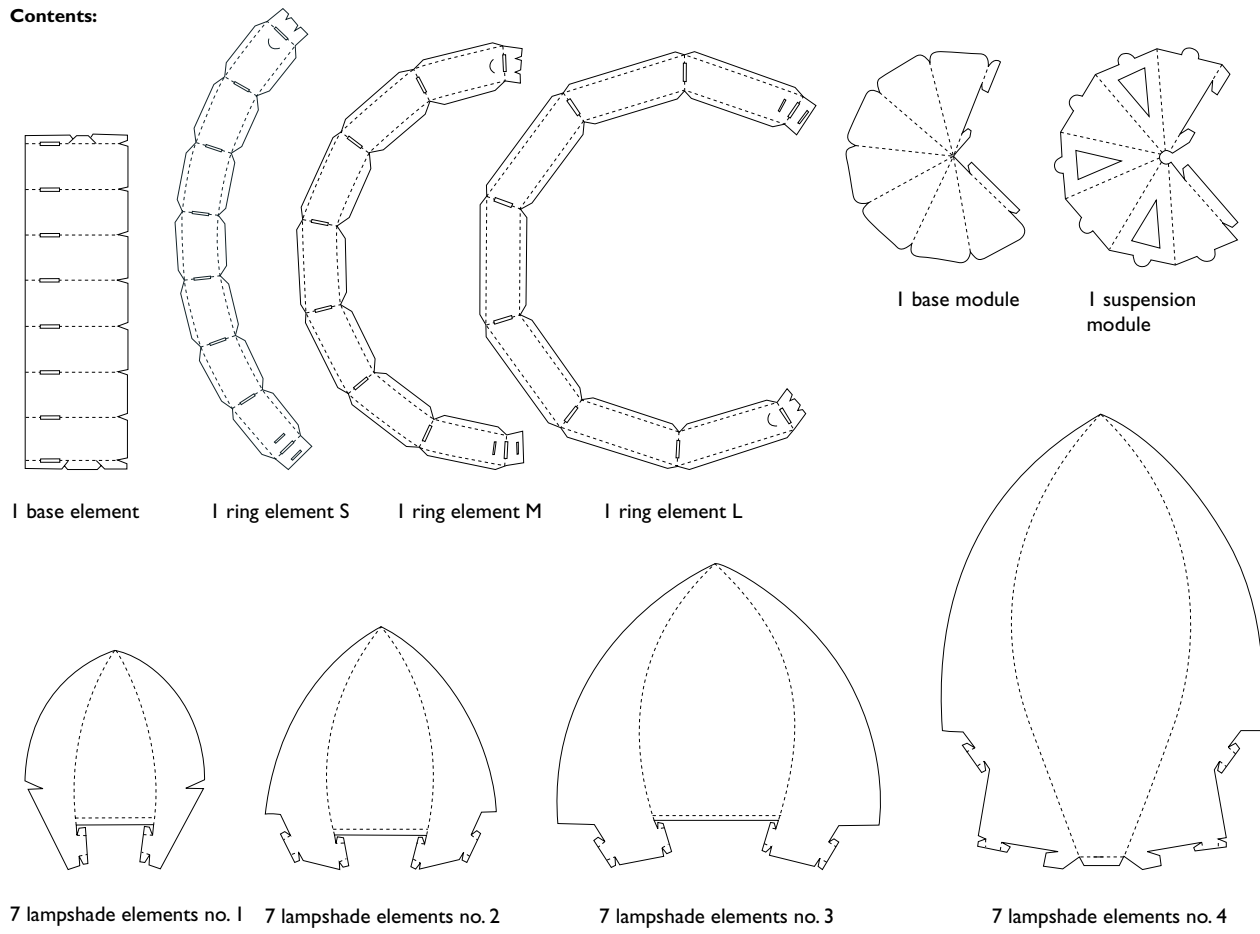 Contents:
1 base module
1 suspension
module
1 base element
1 ring element S
1 ring element M
1 ring element L
7 lampshade elements no. 1
7 lampshade elements no. 2
7 lampshade elements no. 3
7 lampshade elements no. 4